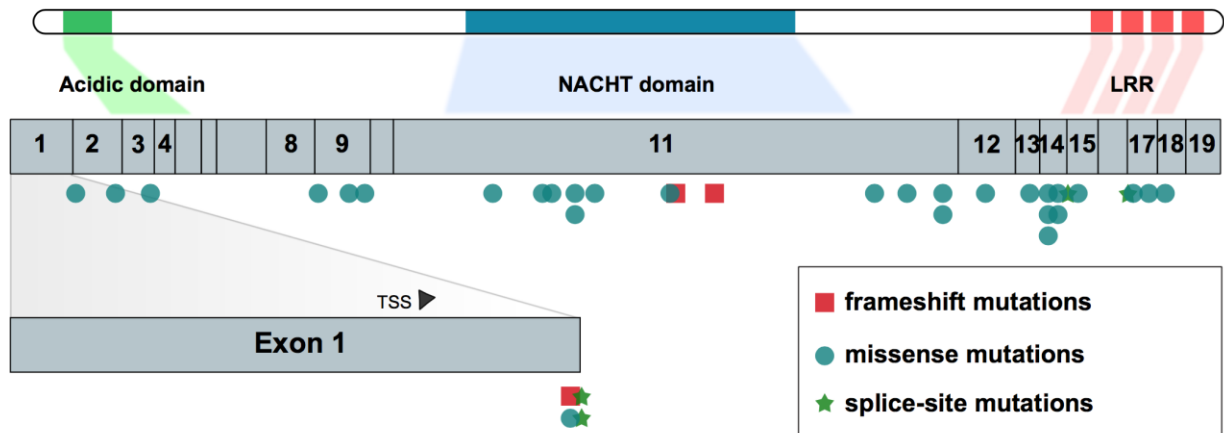 Acidic domain NACHT domain LRR
1 2 3 4 8 9 11 12 13 14 15 17 18 19
TSS
Exon 1
frameshift mutations
missense mutations
splice-site mutations